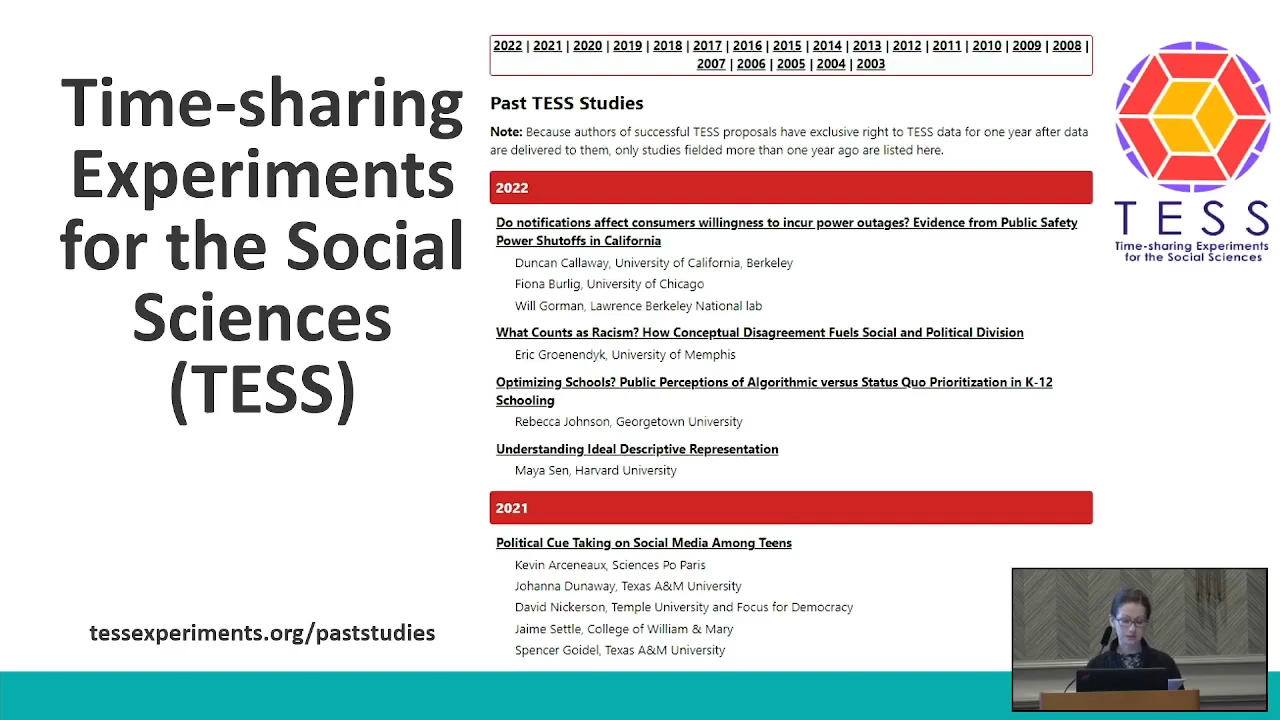 Time-sharing
Experiments
for the Social
Sciences
(TESS)
tessexperiments.org/paststudies
2022 | 2021 | 2020 | 2019 | 2018 | 2017 | 2016 | 2015 | 2014 | 2013 | 2012 | 2011 | 2010 | 2009 | 2008 |
2007 | 2006 | 2005 | 2004 | 2003
Past TESS Studies
Note: Because authors of successful TESS proposals have exclusive right to TESS data for one year after data
are delivered to them, only studies fielded more than one year ago are listed here.
2022
Do notifications affect consumers willingness to incur power outages? Evidence from Public Safety
Power Shutoffs in California
Duncan Callaway, University of California, Berkeley
Fiona Burlig, University of Chicago
Will Gorman, Lawrence Berkeley National lab
What Counts as Racism? How Conceptual Disagreement Fuels Social and Political Division
Eric Groenendyk, University of Memphis
Optimizing Schools? Public Perceptions of Algorithmic versus Status Quo Prioritization in K-12
Schooling
Rebecca Johnson, Georgetown University
Understanding Ideal Descriptive Representation
Maya Sen, Harvard University
2021
Political Cue Taking on Social Media Among Teens
Kevin Arceneaux, Sciences Po Paris
Johanna Dunaway, Texas A&M University
David Nickerson, Temple University and Focus for Democracy
Jaime Settle, College of William & Mary
Spencer Goidel, Texas A&M University
TESS
Time-sharing Experiments
for the Social Sciences